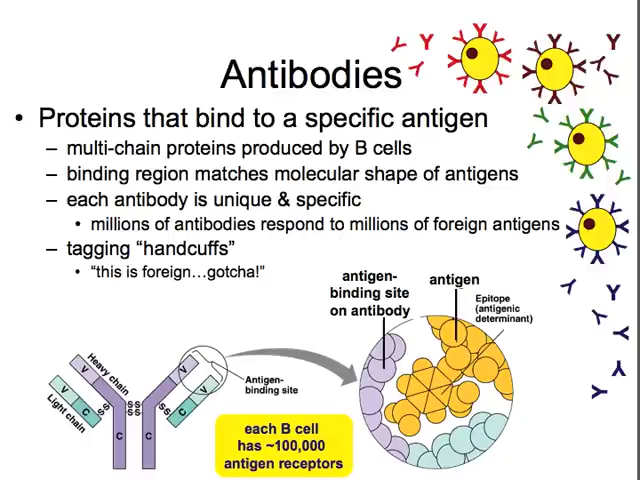 Antibodies
• Proteins that bind to a specific antigen
– multi-chain proteins produced by B cells
– binding region matches molecular shape of antigens
– each antibody is unique & specific
• millions of antibodies respond to millions of foreign antigens
– tagging “handcuffs”
• “this is foreign…gotcha!”
antigen-
binding site
on antibody
antigen
Epitope (antigenic
determinant)
Heavy chain
Light chain
V
V
C
S
S
SS
SS
C
C
S
S
V
V
C
Antigen-
binding site
each B cell
has ~100,000
antigen receptors